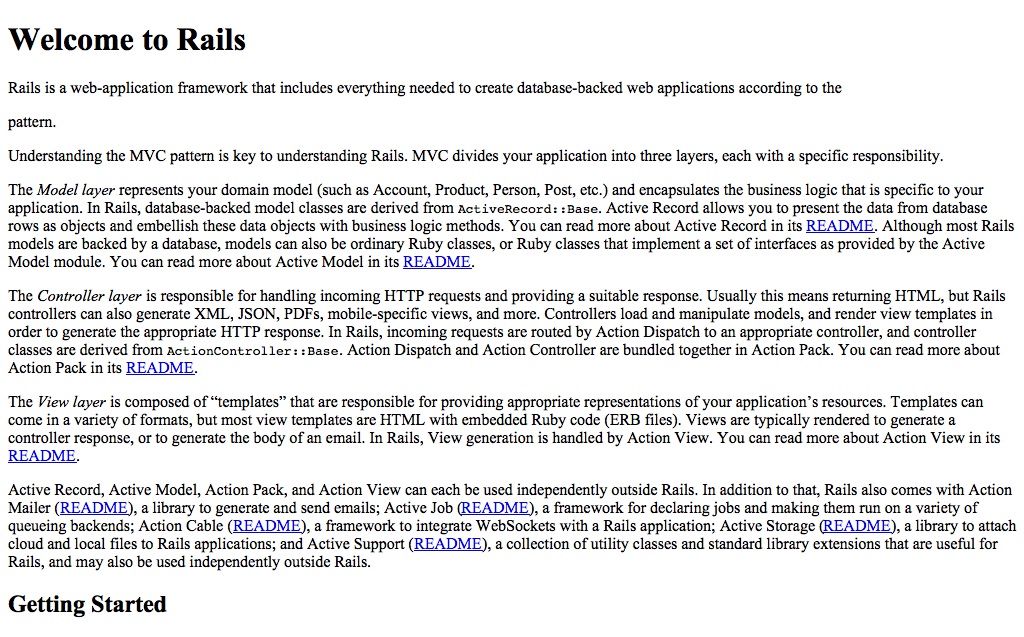 Welcome to Rails
Rails is a web-application framework that includes everything needed to create database-backed web applications according to the
pattern.
Understanding the MVC pattern is key to understanding Rails. MVC divides your application into three layers, each with a specific responsibility.
The Model layer represents your domain model (such as Account, Product, Person, Post, etc.) and encapsulates the business logic that is specific to your
application. In Rails, database-backed model classes are derived from ActiveRecord::Base. Active Record allows you to present the data from database
rows as objects and embellish these data objects with business logic methods. You can read more about Active Record in its README. Although most Rails
models are backed by a database, models can also be ordinary Ruby classes, or Ruby classes that implement a set of interfaces as provided by the Active
Model module. You can read more about Active Model in its README.
The Controller layer is responsible for handling incoming HTTP requests and providing a suitable response. Usually this means returning HTML, but Rails
controllers can also generate XML, JSON, PDFs, mobile-specific views, and more. Controllers load and manipulate models, and render view templates in
order to generate the appropriate HTTP response. In Rails, incoming requests are routed by Action Dispatch to an appropriate controller, and controller
classes are derived from ActionController::Base. Action Dispatch and Action Controller are bundled together in Action Pack. You can read more about
Action Pack in its README.
The View layer is composed of “templates” that are responsible for providing appropriate representations of your application’s resources. Templates can
come in a variety of formats, but most view templates are HTML with embedded Ruby code (ERB files). Views are typically rendered to generate a
controller response, or to generate the body of an email. In Rails, View generation is handled by Action View. You can read more about Action View in its
README.
Active Record, Active Model, Action Pack, and Action View can each be used independently outside Rails. In addition to that, Rails also comes with Action
Mailer (README), a library to generate and send emails; Active Job (README), a framework for declaring jobs and making them run on a variety of
queueing backends; Action Cable (README), a framework to integrate WebSockets with a Rails application; Active Storage (README), a library to attach
cloud and local files to Rails applications; and Active Support (README), a collection of utility classes and standard library extensions that are useful for
Rails, and may also be used independently outside Rails.
Getting Started